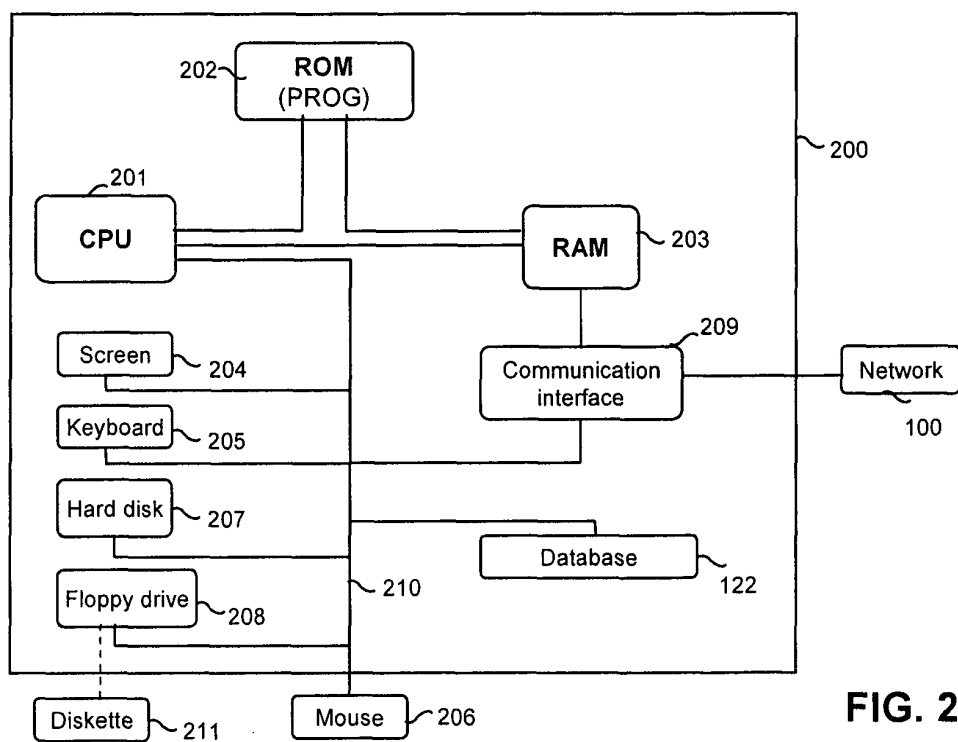 202
ROM
(PROG)
200
201
CPU
RAM
203
209
Screen
204
Communication
interface
Network
100
Keyboard
205
Hard disk
207
Database
122
210
Floppy drive
208
Diskette
211
Mouse
206
FIG. 2